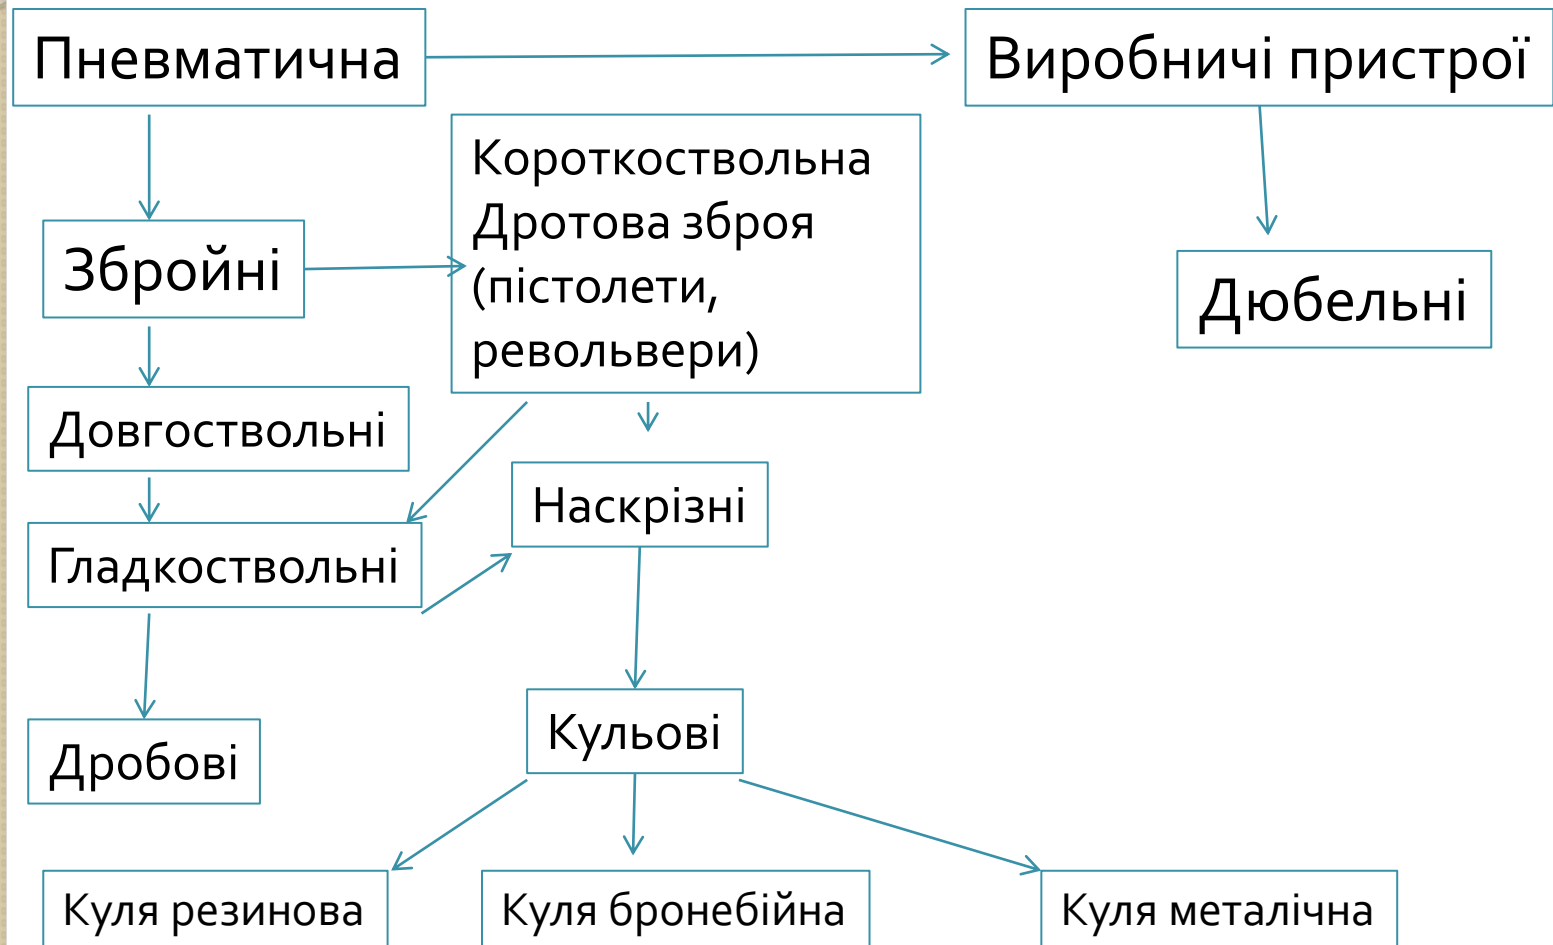 Пневматична
Виробничі пристрої
Короткоствольна
Дротова зброя
(пістолети,
револьвери)
Збройні
Дюбельні
Довгоствольні
Наскрізні
Гладкоствольні
Кульові
Дробові
Куля резинова
Куля бронебійна
Куля металічна